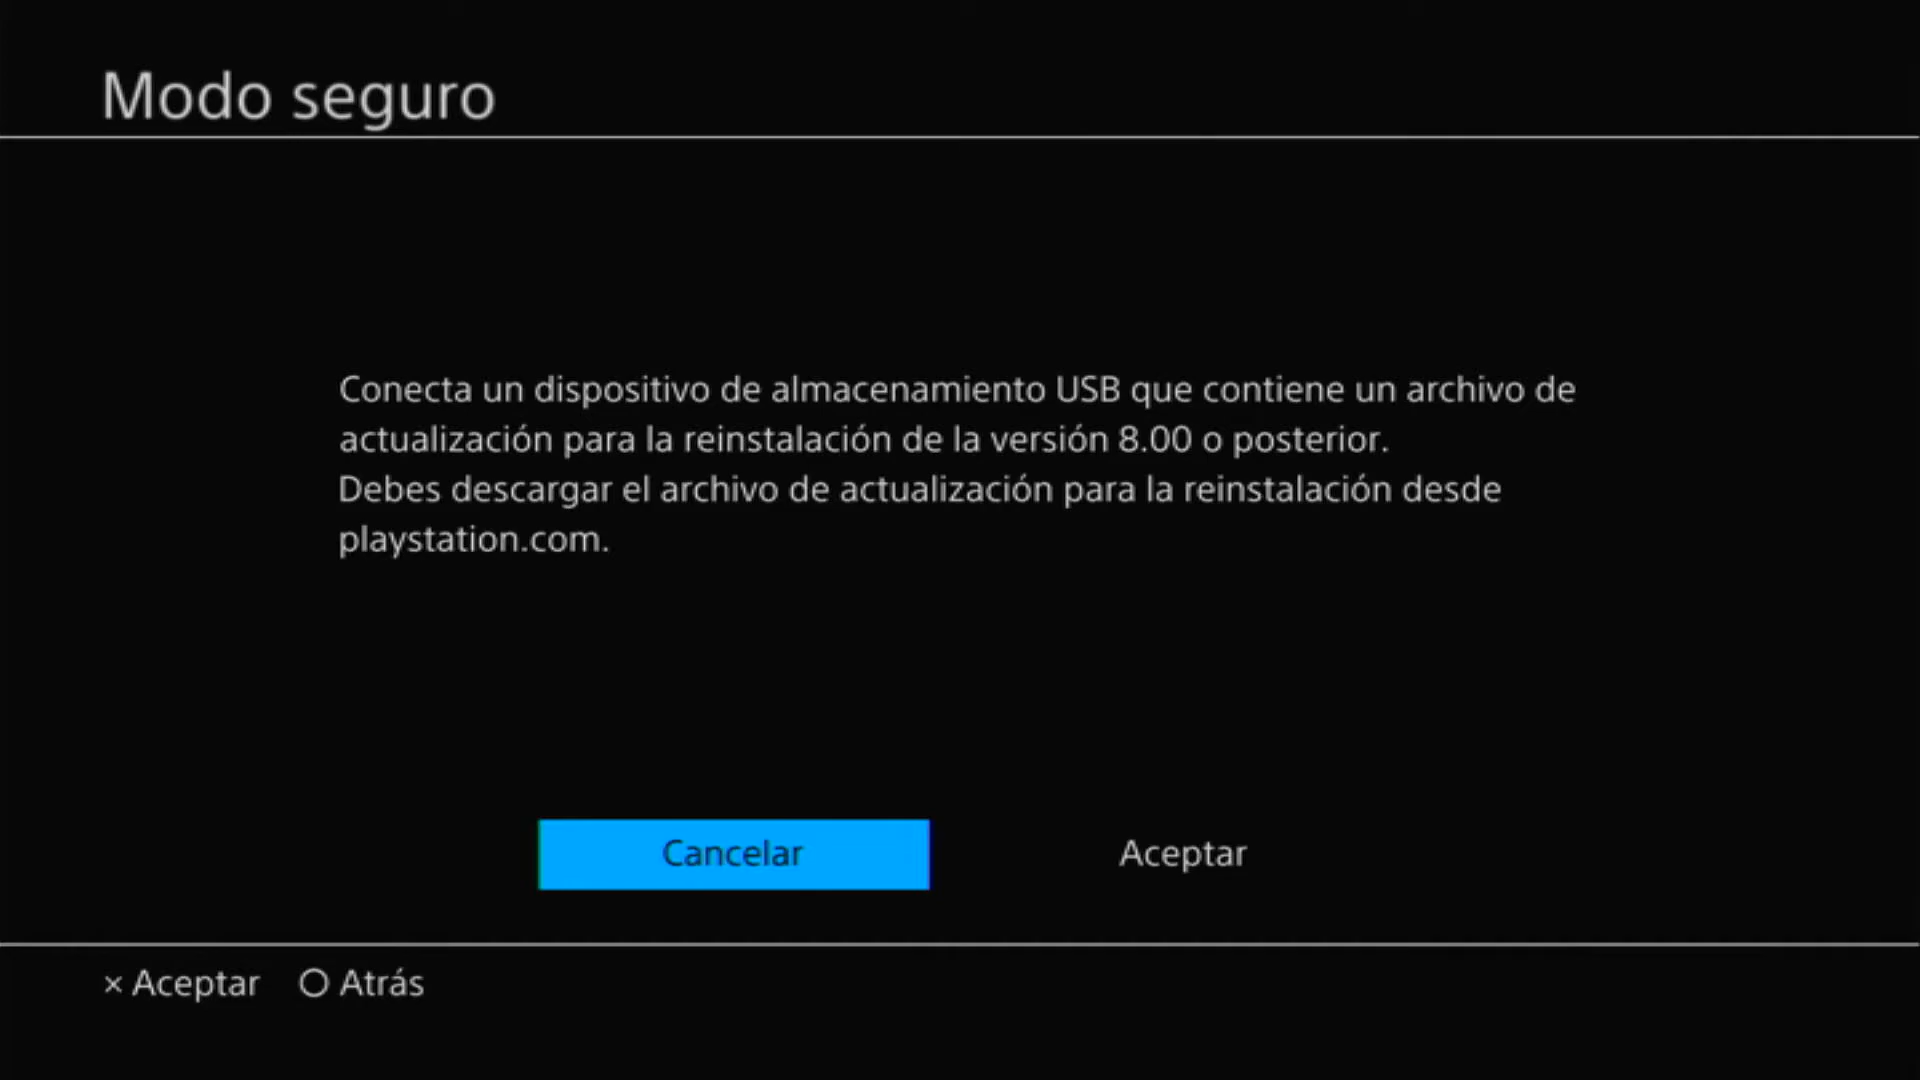 Modo seguro
Conecta un dispositivo de almacenamiento USB que contiene un archivo de
actualización para la reinstalación de la versión 8.00 o posterior.
Debes descargar el archivo de actualización para la reinstalación desde
playstation.com.
Cancelar Aceptar
× Aceptar ○ Atrás